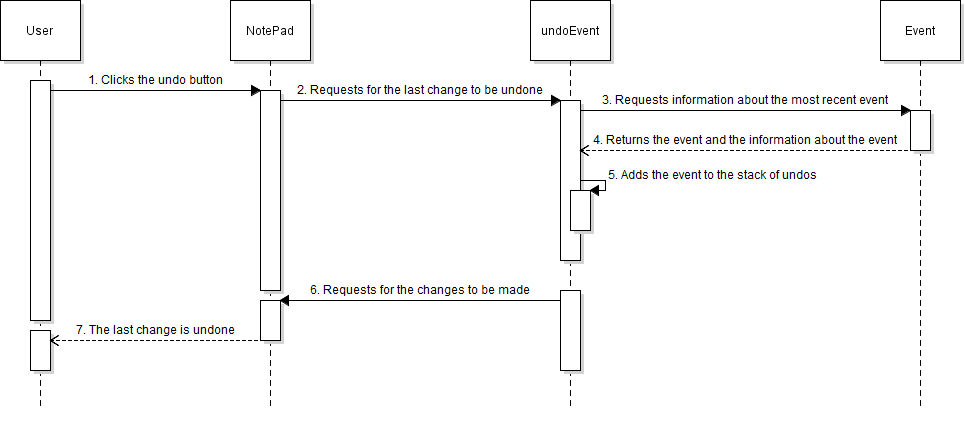 User
NotePad
undoEvent
Event
1. Clicks the undo button
2. Requests for the last change to be undone
3. Requests information about the most recent event
4. Returns the event and the information about the event
5. Adds the event to the stack of undos
6. Requests for the changes to be made
7. The last change is undone